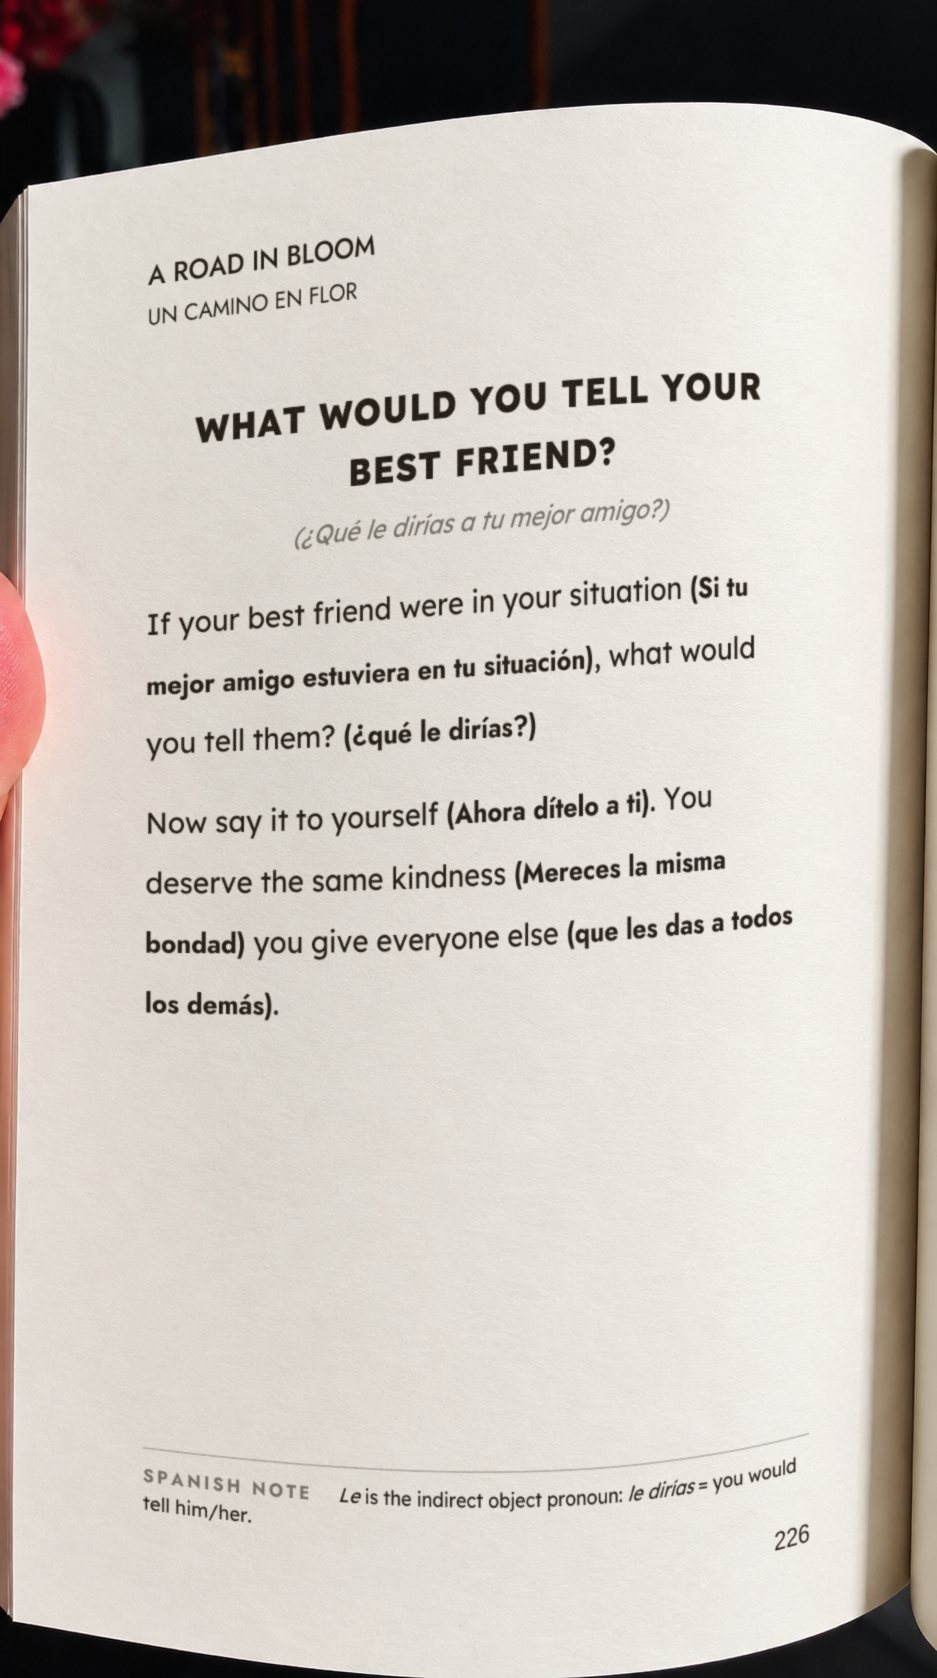 A ROAD IN BLOOM
UN CAMINO EN FLOR
WHAT WOULD YOU TELL YOUR
BEST FRIEND?
(¿Qué le dirías a tu mejor amigo?)
If your best friend were in your situation (Si tu
mejor amigo estuviera en tu situación), what would
you tell them? (¿qué le dirías?)
Now say it to yourself (Ahora dítelo a ti). You
deserve the same kindness (Mereces la misma
bondad) you give everyone else (que les das a todos
los demás).
SPANISH NOTE Le is the indirect object pronoun: le dirías = you would
tell him/her.
226